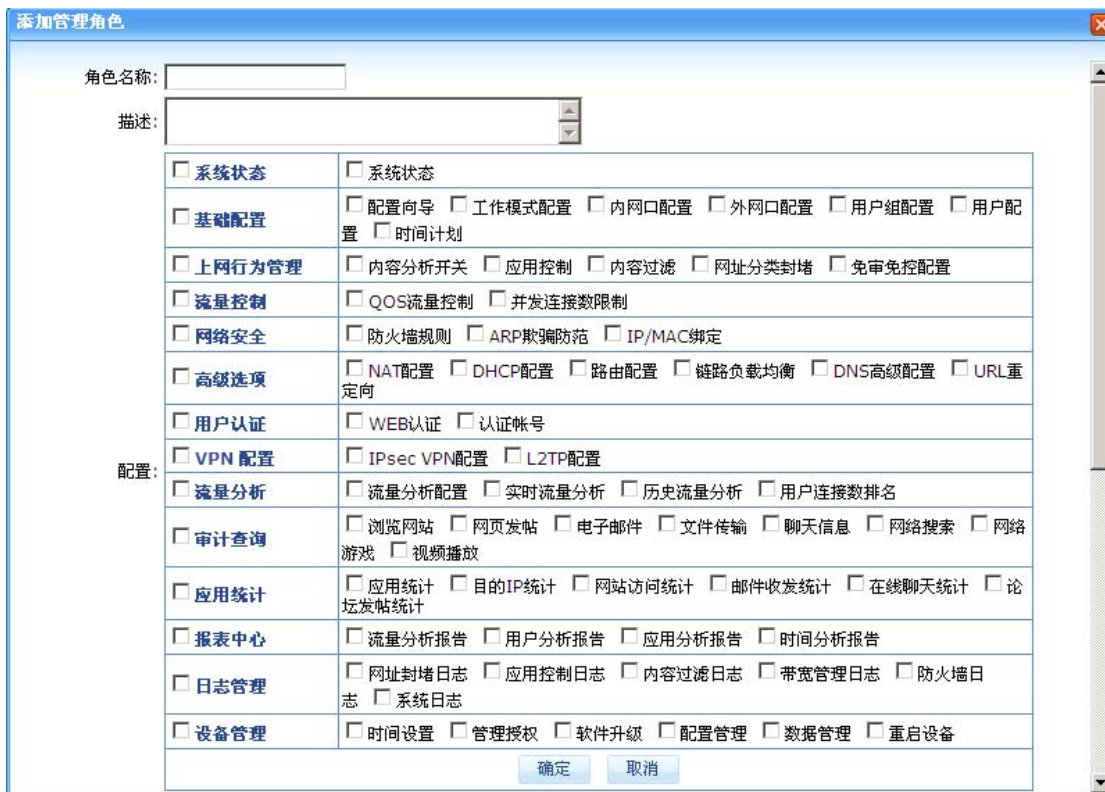 添加管理角色
角色名称:
描述:
配置:
系统状态 系统状态
基础配置 配置向导 工作模式配置 内网口配置 外网口配置 用户组配置 用户配
置 时间计划
上网行为管理 内容分析开关 应用控制 内容过滤 网址分类封堵 免审免控配置
流量控制 QOS流量控制 并发连接数限制
网络安全 防火墙规则 ARP欺骗防范 IP/MAC绑定
高级选项 NAT配置 DHCP配置 路由配置 链路负载均衡 DNS高级配置 URL重
定向
用户认证 WEB认证 认证帐号
VPN 配置 IPsec VPN配置 L2TP配置
流量分析 流量分析配置 实时流量分析 历史流量分析 用户连接数排名
审计查询 浏览网站 网页发帖 电子邮件 文件传输 聊天信息 网络搜索 网络
游戏 视频播放
应用统计 应用统计 目的IP统计 网站访问统计 邮件收发统计 在线聊天统计 论
坛发帖统计
报表中心 流量分析报告 用户分析报告 应用分析报告 时间分析报告
日志管理 网址封堵日志 应用控制日志 内容过滤日志 带宽管理日志 防火墙日
志 系统日志
设备管理 时间设置 管理授权 软件升级 配置管理 数据管理 重启设备
确定 取消